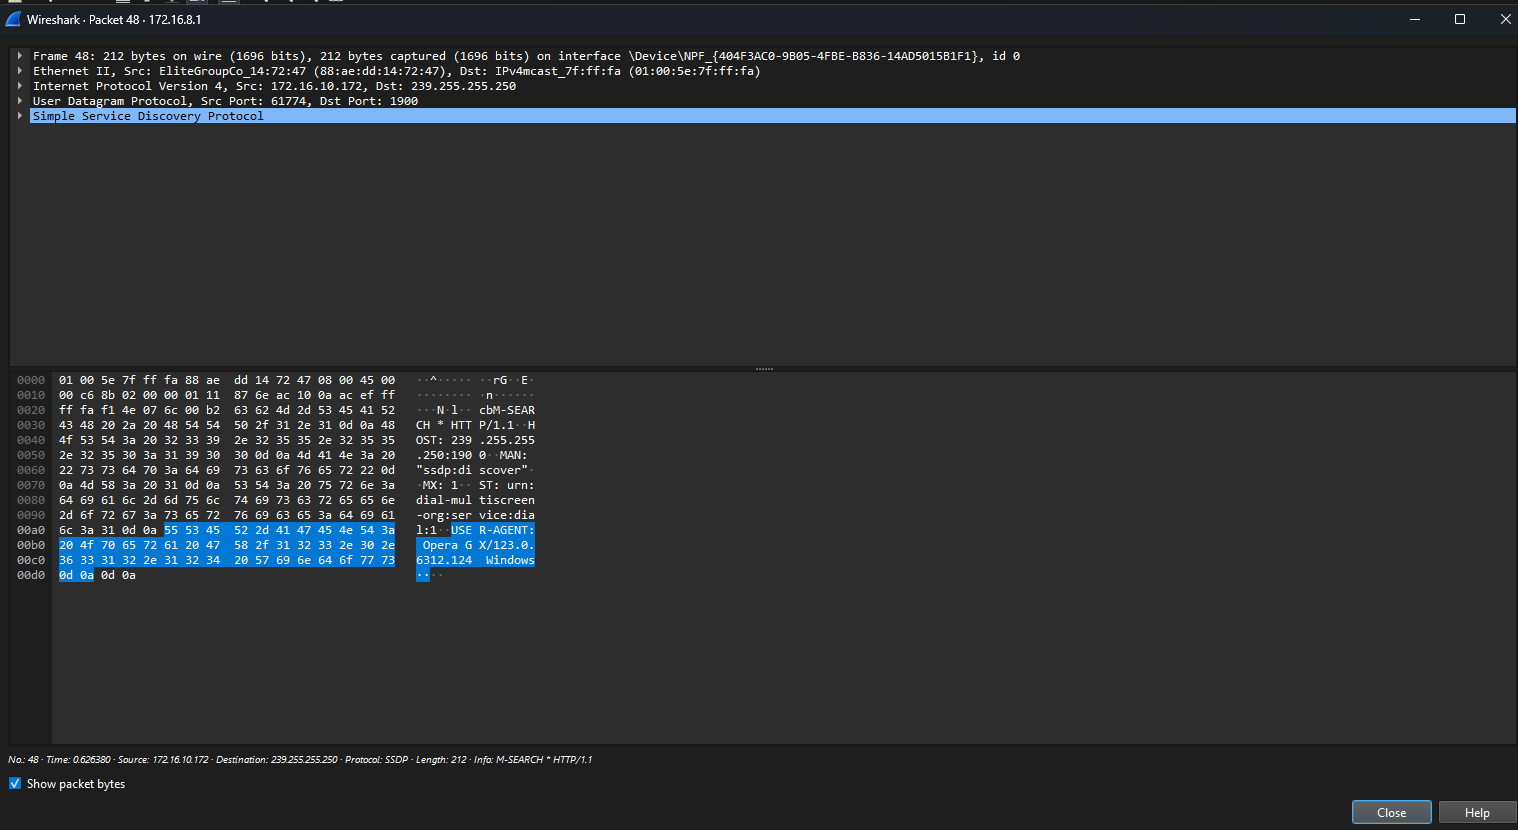 Wireshark · Packet 48 · 172.16.8.1
Frame 48: 212 bytes on wire (1696 bits), 212 bytes captured (1696 bits) on interface \Device\NPF_{404F3AC0-9B05-4FBE-B836-14AD5015B1F1}, id 0
Ethernet II, Src: EliteGroupCo_14:72:47 (88:ae:dd:14:72:47), Dst: IPv4mcast_7f:ff:fa (01:00:5e:7f:ff:fa)
Internet Protocol Version 4, Src: 172.16.10.172, Dst: 239.255.255.250
User Datagram Protocol, Src Port: 61774, Dst Port: 1900
Simple Service Discovery Protocol
0000 01 00 5e 7f ff fa 88 ae dd 14 72 47 08 00 45 00 ··^····· ··rG··E·
0010 00 c6 8b 02 00 00 01 11 87 6e ac 10 0a ac ef ff ········ ·n······
0020 ff fa f1 4e 07 6c 00 b2 63 62 4d 2d 53 45 41 52 ···N·l·· cbM-SEAR
0030 43 48 20 2a 20 48 54 54 50 2f 31 2e 31 0d 0a 48 CH * HTT P/1.1··H
0040 4f 53 54 3a 20 32 33 39 2e 32 35 35 2e 32 35 35 OST: 239 .255.255
0050 2e 32 35 30 3a 31 39 30 30 0d 0a 4d 41 4e 3a 20 .250:190 0··MAN:
0060 22 73 73 64 70 3a 64 69 73 63 6f 76 65 72 22 0d "ssdp:di scover"·
0070 0a 4d 58 3a 20 31 0d 0a 53 54 3a 20 75 72 6e 3a ·MX: 1·· ST: urn:
0080 64 69 61 6c 2d 6d 75 6c 74 69 73 63 72 65 65 6e dial-mul tiscreen
0090 2d 6f 72 67 3a 73 65 72 76 69 63 65 3a 64 69 61 -org:ser vice:dia
00a0 6c 3a 31 0d 0a 55 53 45 52 2d 41 47 45 4e 54 3a l:1··USE R-AGENT:
00b0 20 4f 70 65 72 61 20 47 58 2f 31 32 33 2e 30 2e Opera G X/123.0.
00c0 36 33 31 32 2e 31 32 34 20 57 69 6e 64 6f 77 73 6312.124 Windows
00d0 0d 0a 0d 0a ····
No.: 48 · Time: 0.626380 · Source: 172.16.10.172 · Destination: 239.255.255.250 · Protocol: SSDP · Length: 212 · Info: M-SEARCH * HTTP/1.1
Show packet bytes
Close
Help